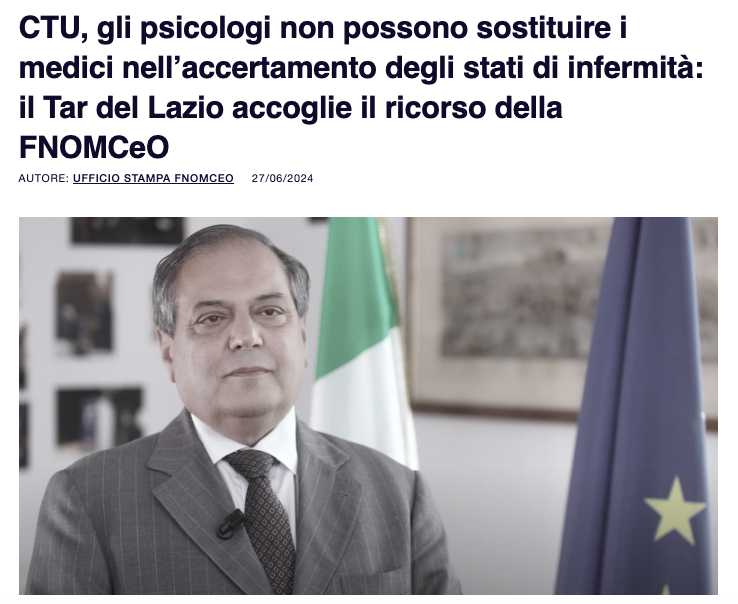 CTU, gli psicologi non possono sostituire i
medici nell’accertamento degli stati di infermità:
il Tar del Lazio accoglie il ricorso della
FNOMCeO
AUTORE: UFFICIO STAMPA FNOMCEO 27/06/2024